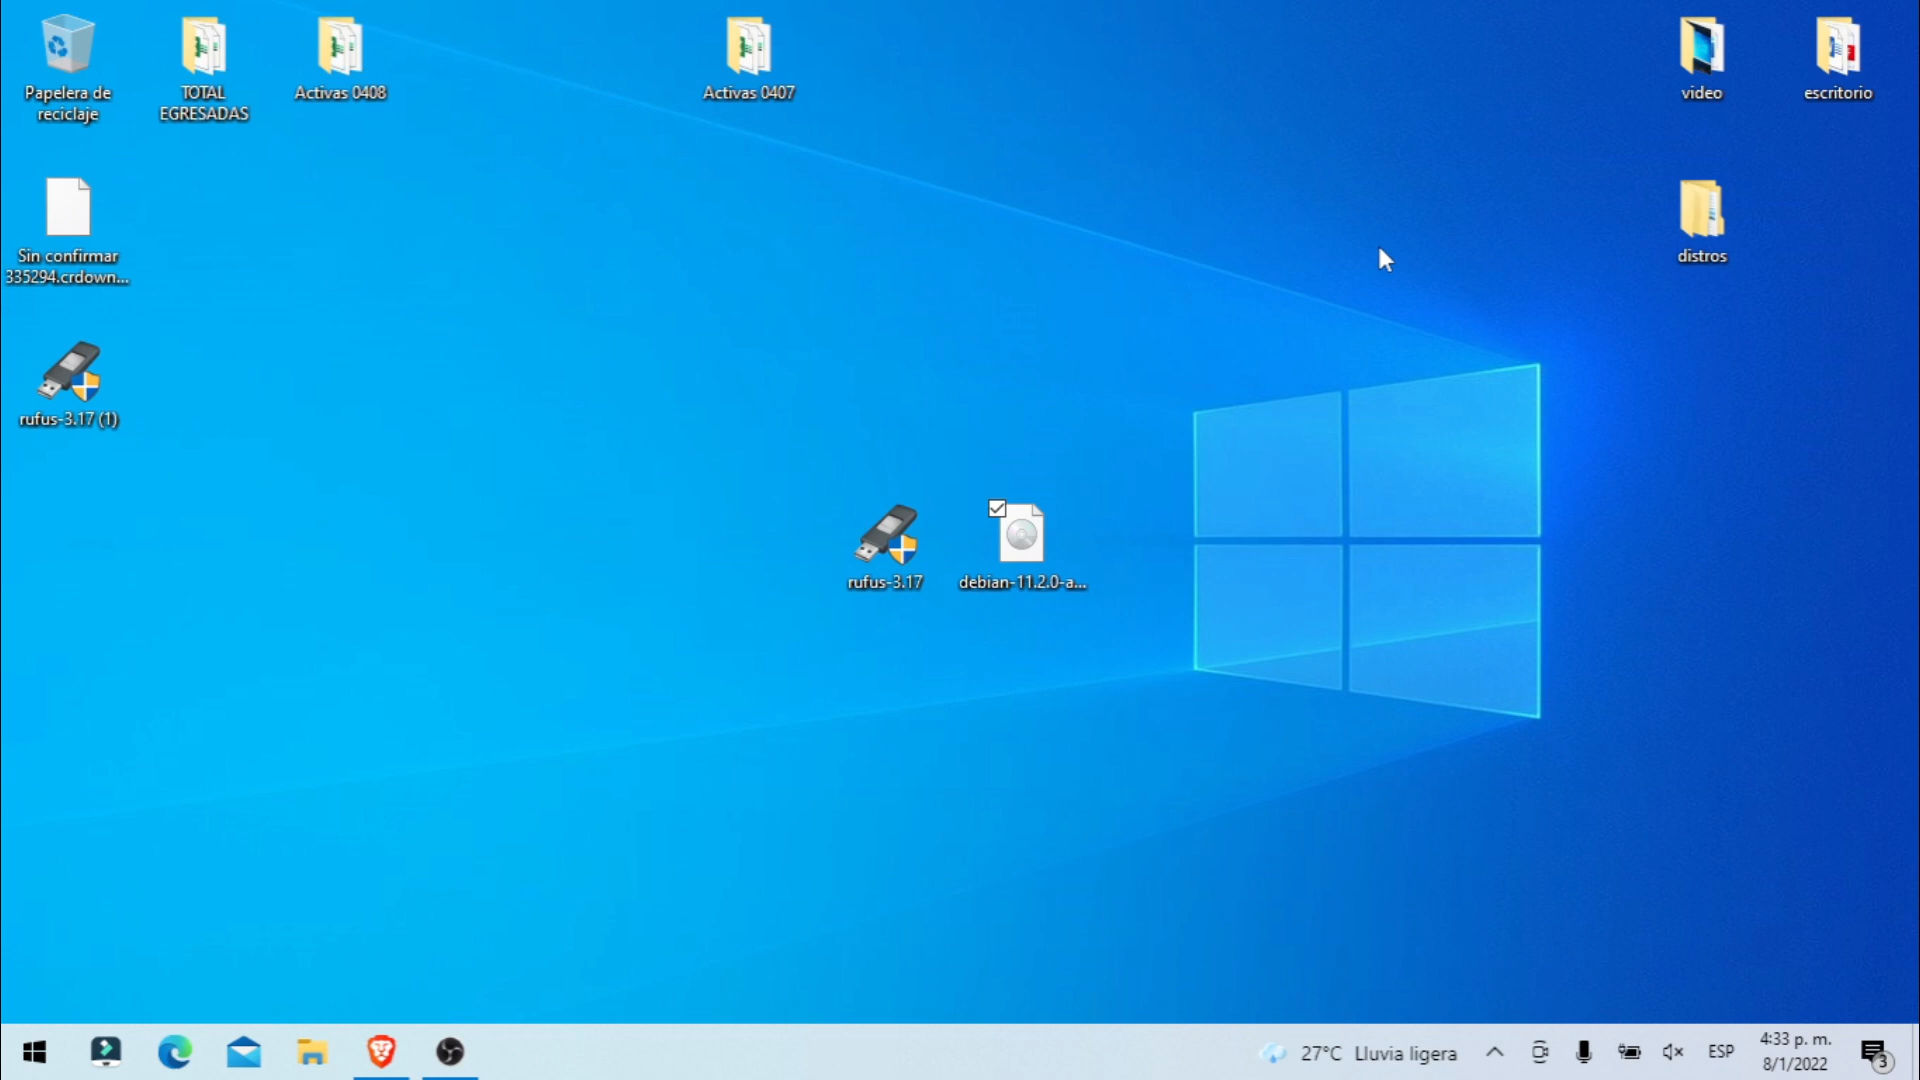 Papelera de
reciclaje
TOTAL
EGRESADAS
Activas 0408
Activas 0407
video
escritorio
Sin confirmar
335294.crdown...
distros
rufus-3.17 (1)
rufus-3.17
debian-11.2.0-a...
27°C Lluvia ligera
ESP
4:33 p. m.
8/1/2022
3